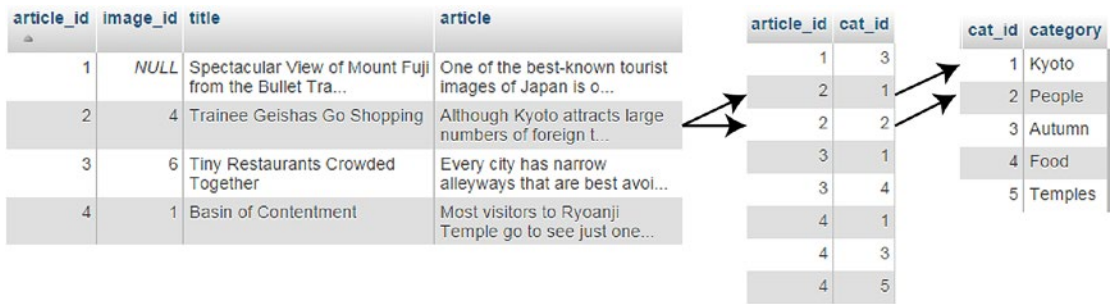 article_id image_id title article
1 NULL Spectacular View of Mount Fuji One of the best-known tourist
from the Bullet Tra... images of Japan is o...
2 4 Trainee Geishas Go Shopping Although Kyoto attracts large
numbers of foreign t...
3 6 Tiny Restaurants Crowded Every city has narrow
Together alleyways that are best avoi...
4 1 Basin of Contentment Most visitors to Ryoanji
Temple go to see just one...
article_id cat_id
1 3
2 1
2 2
3 1
3 4
4 1
4 3
4 5
cat_id category
1 Kyoto
2 People
3 Autumn
4 Food
5 Temples